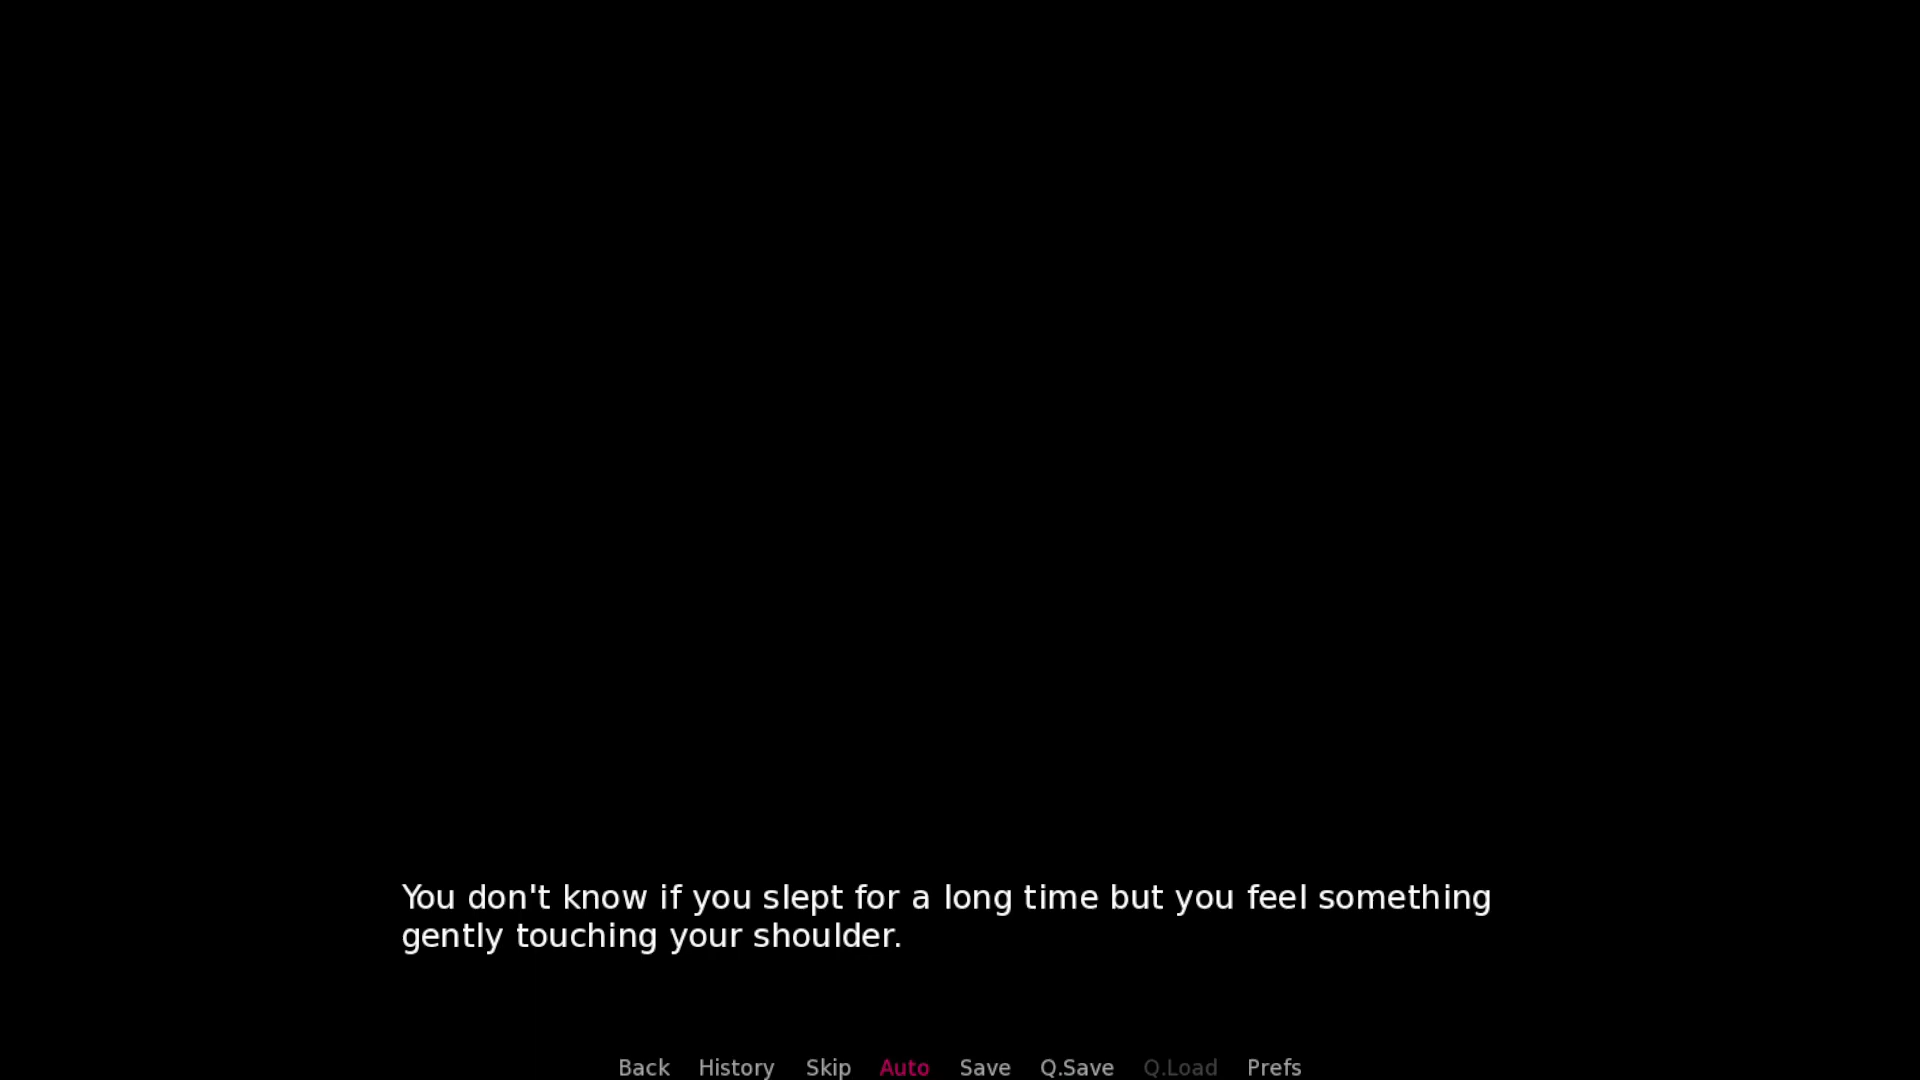 You don't know if you slept for a long time but you feel something
gently touching your shoulder.
Back History Skip Auto Save Q.Save Q.Load Prefs